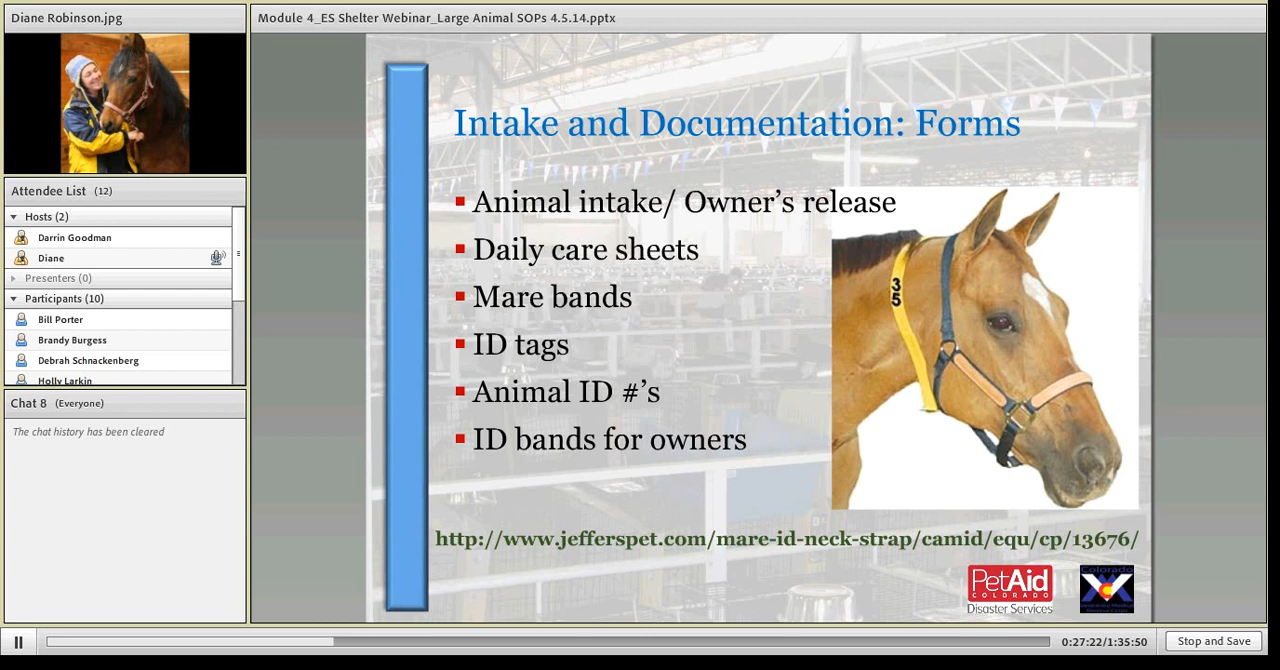 Diane Robinson.jpg
Attendee List (12)
Hosts (2)
Darrin Goodman
Diane
Presenters (0)
Participants (10)
Bill Porter
Brandy Burgess
Debrah Schnackenberg
Holly Larkin
Chat 8 (Everyone)
The chat history has been cleared
Module 4_ES Shelter Webinar_Large Animal SOPs 4.5.14.pptx
Intake and Documentation: Forms
Animal intake/ Owner's release
Daily care sheets
Mare bands
ID tags
Animal ID #'s
ID bands for owners
35
http://www.jefferspet.com/mare-id-neck-strap/camid/equ/cp/13676/
PetAid
COLORADO
Disaster Services
Colorado
0:27:22/1:35:50
Stop and Save